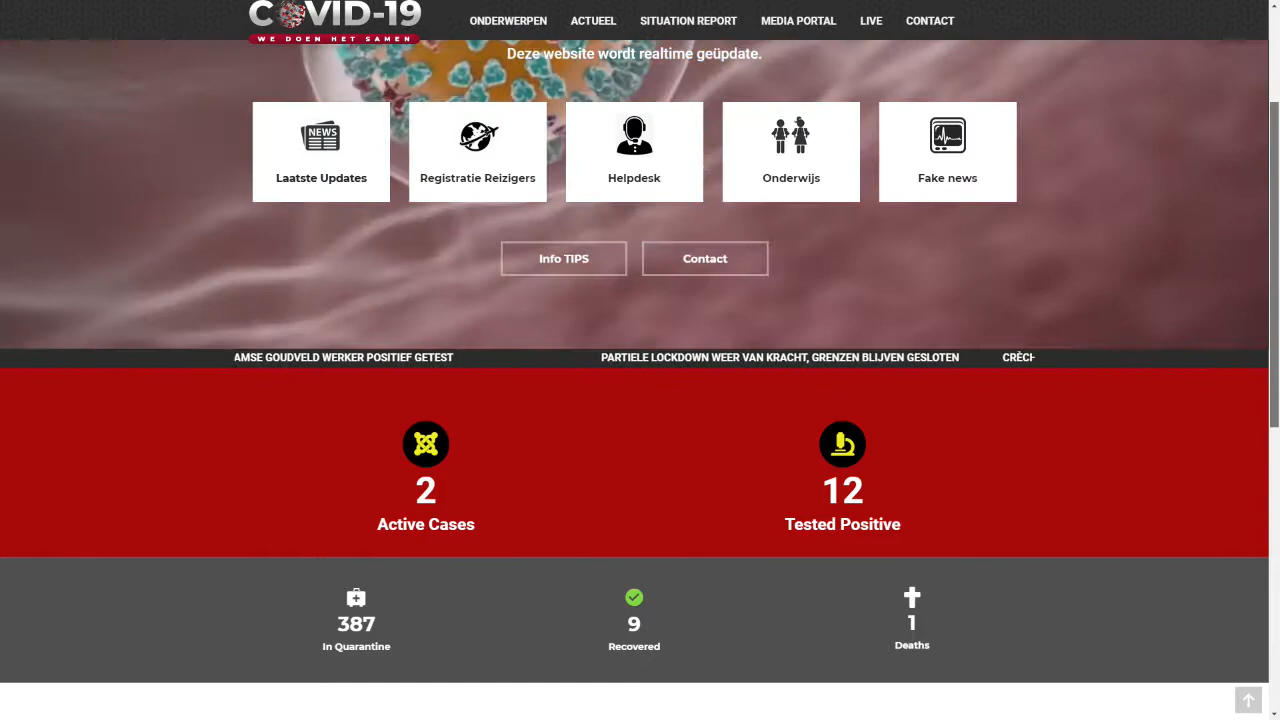 COVID-19
WE DOEN HET SAMEN
ONDERWERPEN ACTUEEL SITUATION REPORT MEDIA PORTAL LIVE CONTACT
Deze website wordt realtime geüpdate.
NEWS
Laatste Updates
Registratie Reizigers
Helpdesk
Onderwijs
Fake news
Info TIPS
Contact
AMSE GOUDVELD WERKER POSITIEF GETEST PARTIELE LOCKDOWN WEER VAN KRACHT, GRENZEN BLIJVEN GESLOTEN
2
Active Cases
12
Tested Positive
387
In Quarantine
9
Recovered
1
Deaths